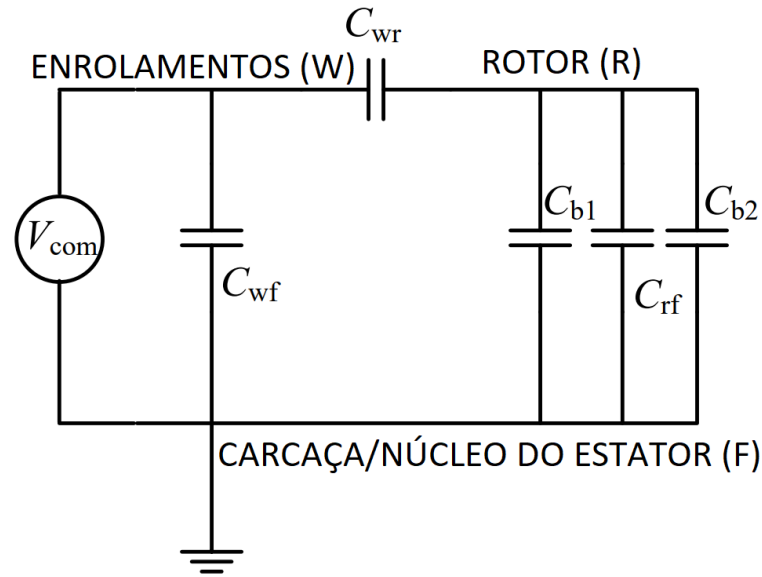 C_wr
ENROLAMENTOS (W)
ROTOR (R)
V_com
C_wf
C_b1
C_rf
C_b2
CARCAÇA/NÚCLEO DO ESTATOR (F)